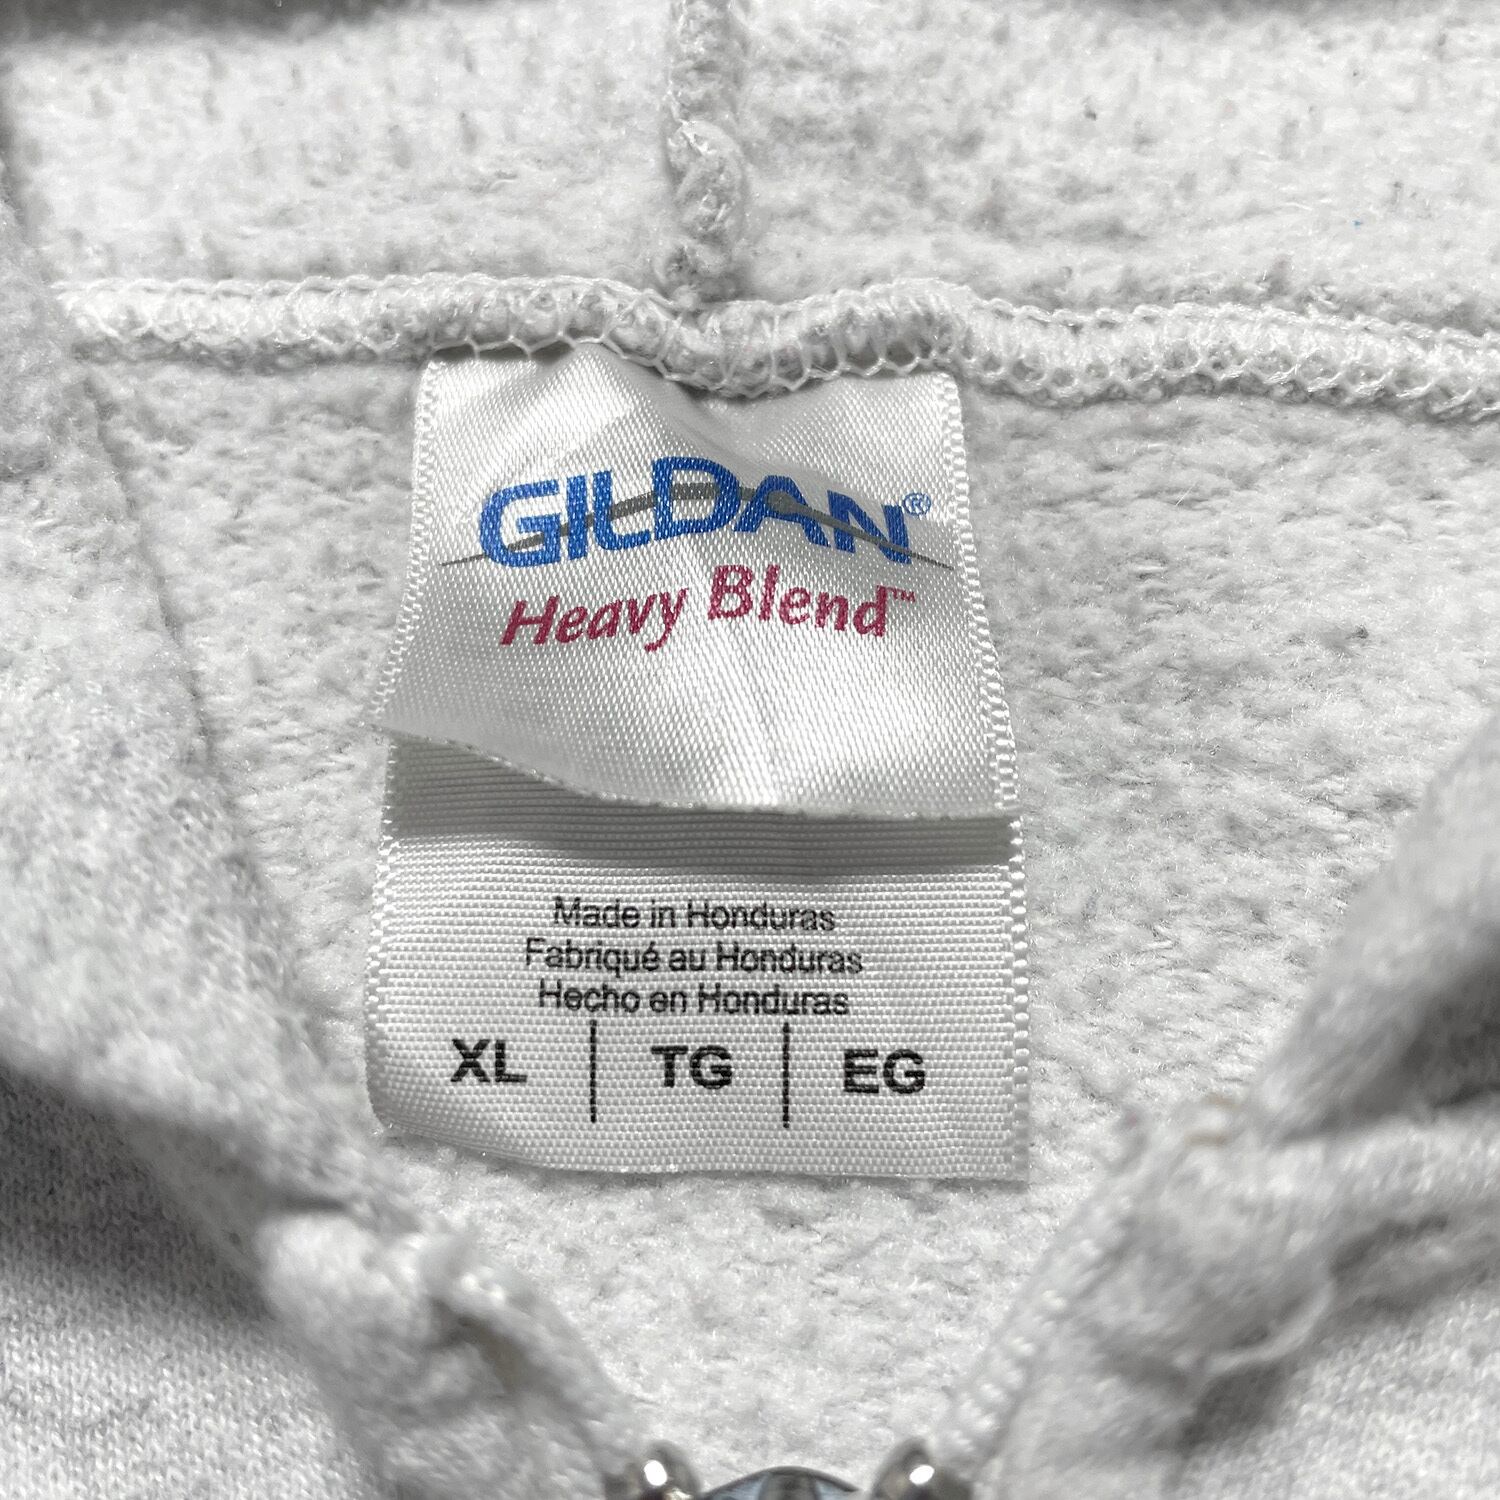 GILDAN®
Heavy Blend™
Made in Honduras
Fabriqué au Honduras
Hecho en Honduras
XL | TG | EG